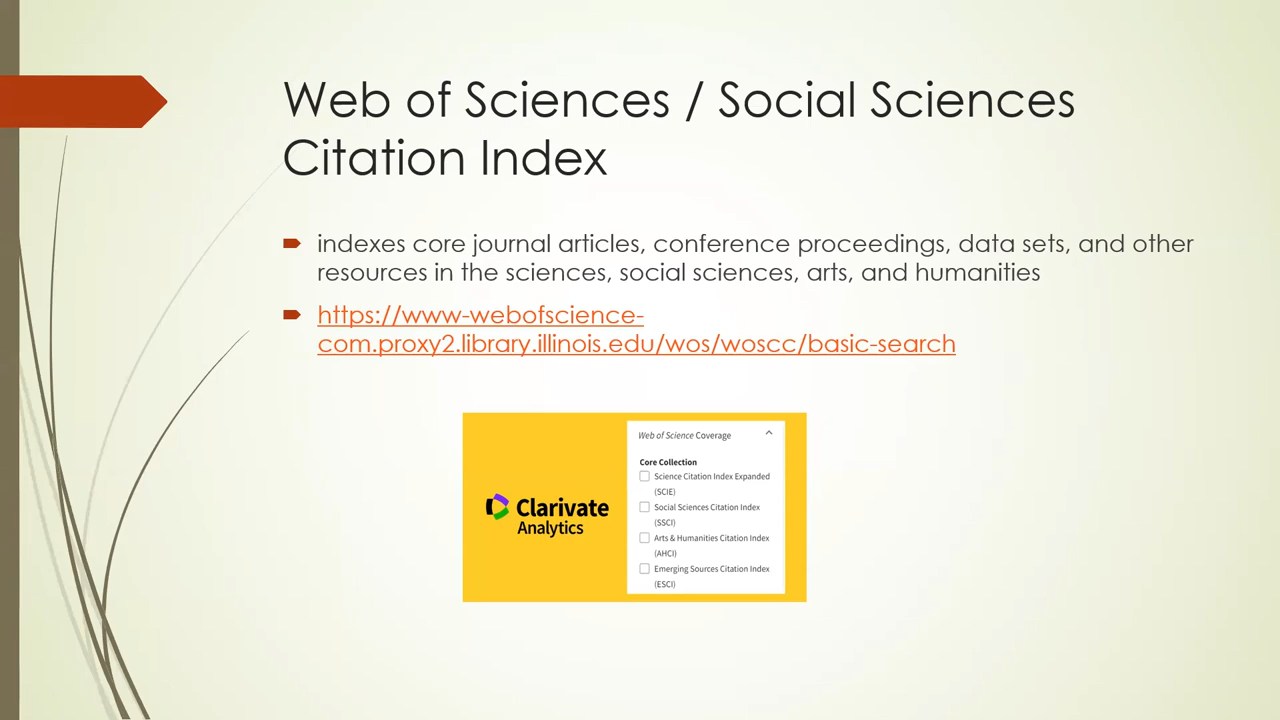 Web of Sciences / Social Sciences
Citation Index
indexes core journal articles, conference proceedings, data sets, and other
resources in the sciences, social sciences, arts, and humanities
https://www-webofscience-
com.proxy2.library.illinois.edu/wos/woscc/basic-search
Clarivate
Analytics
Web of Science Coverage
Core Collection
Science Citation Index Expanded
(SCIE)
Social Sciences Citation Index
(SSCI)
Arts & Humanities Citation Index
(AHCI)
Emerging Sources Citation Index
(ESCI)